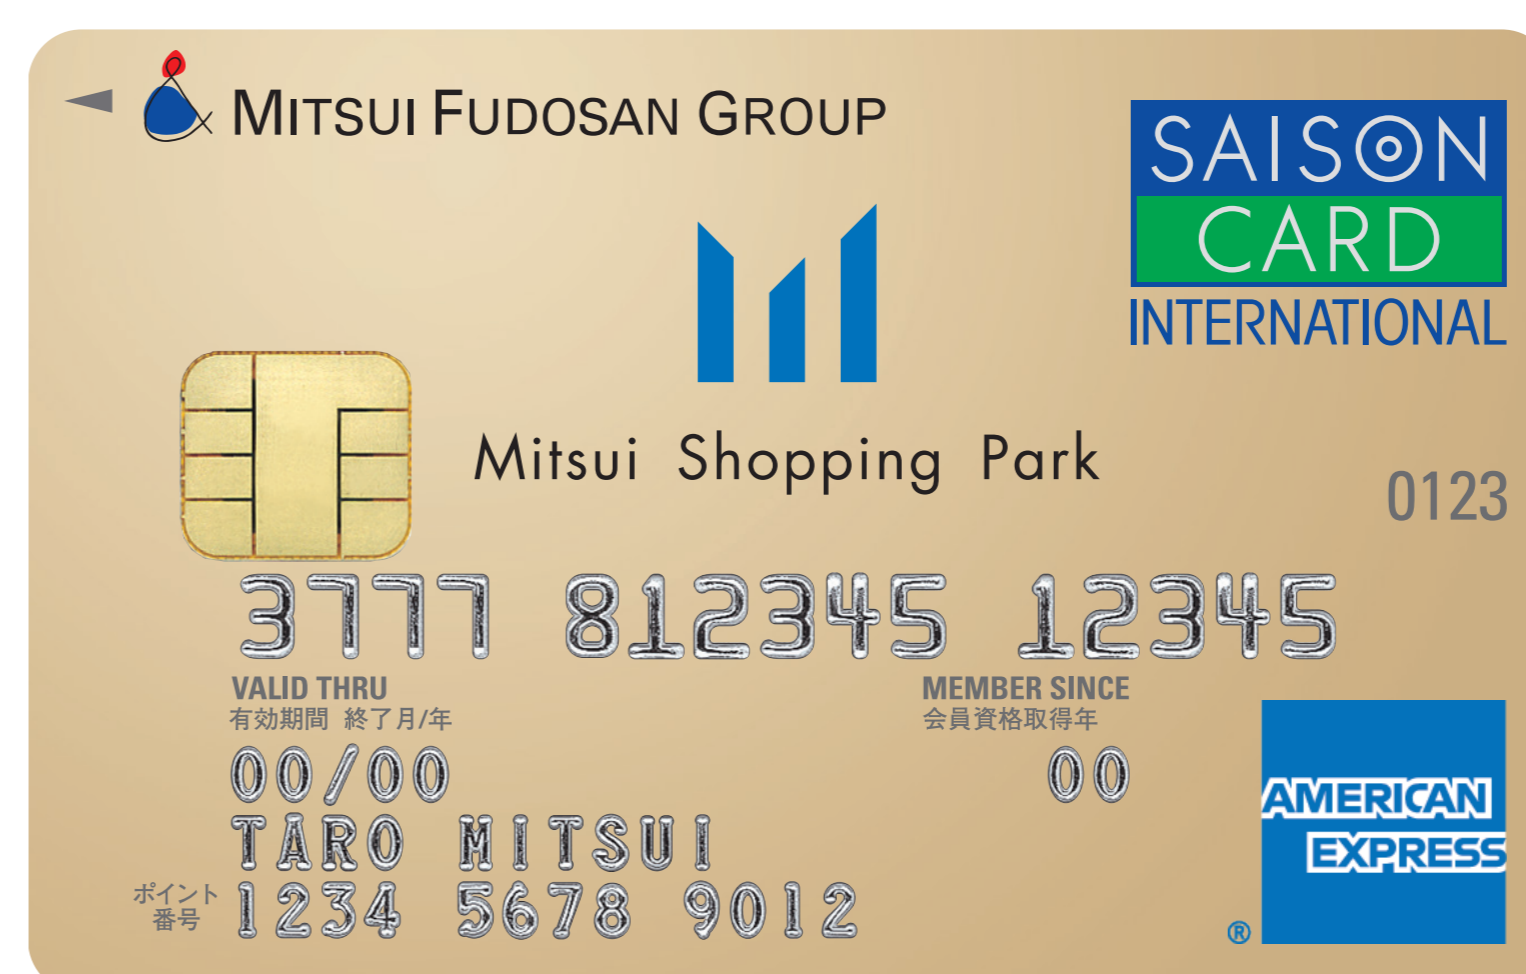 MITSUI FUDOSAN GROUP
SAISON
CARD
INTERNATIONAL
Mitsui Shopping Park
0123
3777 812345 12345
VALID THRU
有効期間 終了月/年
MEMBER SINCE
会員資格取得年
00/00
00
TARO MITSUI
ポイント
番号
1234 5678 9012
AMERICAN
EXPRESS
®